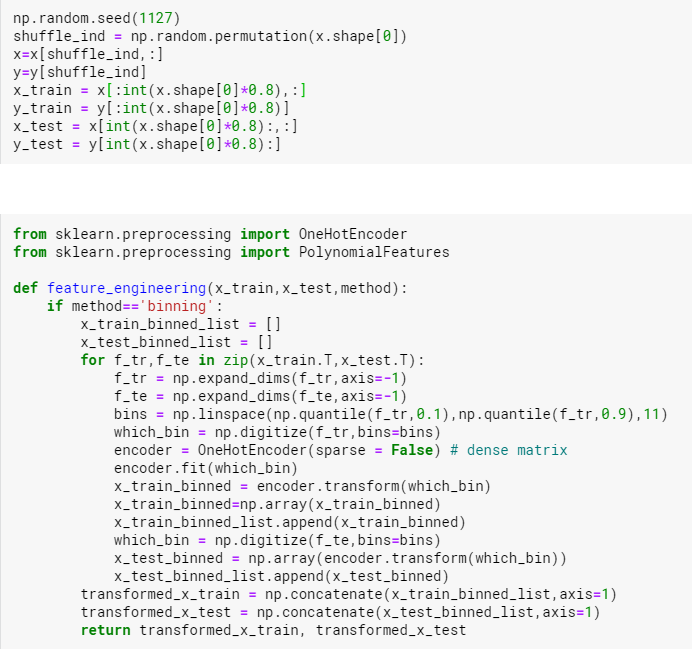 np.random.seed(1127)
shuffle_ind = np.random.permutation(x.shape[0])
x=x[shuffle_ind,:]
y=y[shuffle_ind]
x_train = x[:int(x.shape[0]*0.8),:]
y_train = y[:int(x.shape[0]*0.8)]
x_test = x[int(x.shape[0]*0.8):,:]
y_test = y[int(x.shape[0]*0.8):]
from sklearn.preprocessing import OneHotEncoder
from sklearn.preprocessing import PolynomialFeatures
def feature_engineering(x_train,x_test,method):
    if method=='binning':
        x_train_binned_list = []
        x_test_binned_list = []
        for f_tr,f_te in zip(x_train.T,x_test.T):
            f_tr = np.expand_dims(f_tr,axis=-1)
            f_te = np.expand_dims(f_te,axis=-1)
            bins = np.linspace(np.quantile(f_tr,0.1),np.quantile(f_tr,0.9),11)
            which_bin = np.digitize(f_tr,bins=bins)
            encoder = OneHotEncoder(sparse = False) # dense matrix
            encoder.fit(which_bin)
            x_train_binned = encoder.transform(which_bin)
            x_train_binned=np.array(x_train_binned)
            x_train_binned_list.append(x_train_binned)
            which_bin = np.digitize(f_te,bins=bins)
            x_test_binned = np.array(encoder.transform(which_bin))
            x_test_binned_list.append(x_test_binned)
        transformed_x_train = np.concatenate(x_train_binned_list,axis=1)
        transformed_x_test = np.concatenate(x_test_binned_list,axis=1)
        return transformed_x_train, transformed_x_test